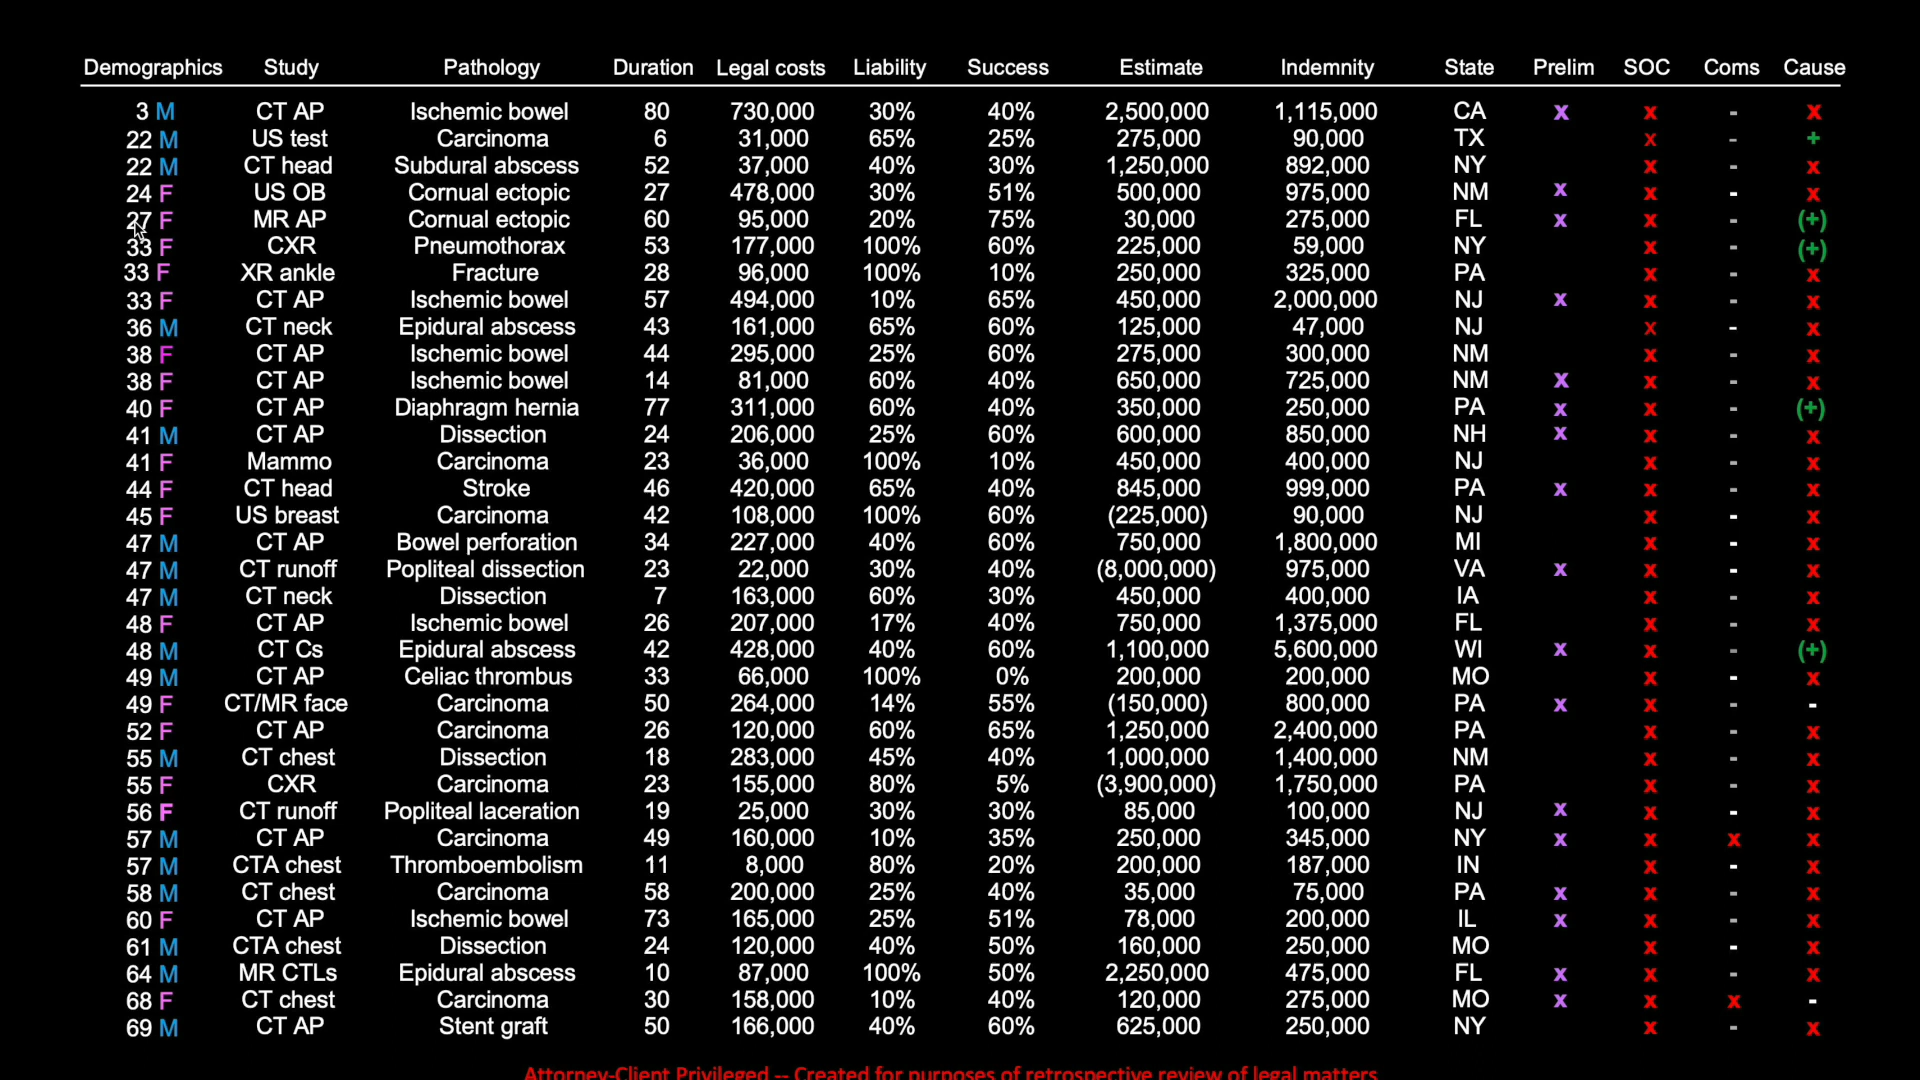 Demographics Study Pathology Duration Legal costs Liability Success Estimate Indemnity State Prelim SOC Coms Cause
3 M CT AP Ischemic bowel 80 730,000 30% 40% 2,500,000 1,115,000 CA x x - x
22 M US test Carcinoma 6 31,000 65% 25% 275,000 90,000 TX x - +
22 M CT head Subdural abscess 52 37,000 40% 30% 1,250,000 892,000 NY x - x
24 F US OB Cornual ectopic 27 478,000 30% 51% 500,000 975,000 NM x x - x
27 F MR AP Cornual ectopic 60 95,000 20% 75% 30,000 275,000 FL x x - (+)
33 F CXR Pneumothorax 53 177,000 100% 60% 225,000 59,000 NY x - (+)
33 F XR ankle Fracture 28 96,000 100% 10% 250,000 325,000 PA x - x
33 F CT AP Ischemic bowel 57 494,000 10% 65% 450,000 2,000,000 NJ x x - x
36 M CT neck Epidural abscess 43 161,000 65% 60% 125,000 47,000 NJ x - x
38 F CT AP Ischemic bowel 44 295,000 25% 60% 275,000 300,000 NM x - x
38 F CT AP Ischemic bowel 14 81,000 60% 40% 650,000 725,000 NM x x - x
40 F CT AP Diaphragm hernia 77 311,000 60% 40% 350,000 250,000 PA x x - (+)
41 M CT AP Dissection 24 206,000 25% 60% 600,000 850,000 NH x x - x
41 F Mammo Carcinoma 23 36,000 100% 10% 450,000 400,000 NJ x - x
44 F CT head Stroke 46 420,000 65% 40% 845,000 999,000 PA x x - x
45 F US breast Carcinoma 42 108,000 100% 60% (225,000) 90,000 NJ x - x
47 M CT AP Bowel perforation 34 227,000 40% 60% 750,000 1,800,000 MI x - x
47 M CT runoff Popliteal dissection 23 22,000 30% 40% (8,000,000) 975,000 VA x x - x
47 M CT neck Dissection 7 163,000 60% 30% 450,000 400,000 IA x - x
48 F CT AP Ischemic bowel 26 207,000 17% 40% 750,000 1,375,000 FL x - x
48 M CT Cs Epidural abscess 42 428,000 40% 60% 1,100,000 5,600,000 WI x x - (+)
49 M CT AP Celiac thrombus 33 66,000 100% 0% 200,000 200,000 MO x - x
49 F CT/MR face Carcinoma 50 264,000 14% 55% (150,000) 800,000 PA x x - -
52 F CT AP Carcinoma 26 120,000 60% 65% 1,250,000 2,400,000 PA x - x
55 M CT chest Dissection 18 283,000 45% 40% 1,000,000 1,400,000 NM x - x
55 F CXR Carcinoma 23 155,000 80% 5% (3,900,000) 1,750,000 PA x - x
56 F CT runoff Popliteal laceration 19 25,000 30% 30% 85,000 100,000 NJ x x - x
57 M CT AP Carcinoma 49 160,000 10% 35% 250,000 345,000 NY x x x x
57 M CTA chest Thromboembolism 11 8,000 80% 20% 200,000 187,000 IN x - x
58 M CT chest Carcinoma 58 200,000 25% 40% 35,000 75,000 PA x x - x
60 F CT AP Ischemic bowel 73 165,000 25% 51% 78,000 200,000 IL x x - x
61 M CTA chest Dissection 24 120,000 40% 50% 160,000 250,000 MO x - x
64 M MR CTLs Epidural abscess 10 87,000 100% 50% 2,250,000 475,000 FL x x - x
68 F CT chest Carcinoma 30 158,000 10% 40% 120,000 275,000 MO x x x -
69 M CT AP Stent graft 50 166,000 40% 60% 625,000 250,000 NY x - x
Attorney-Client Privileged -- Created for purposes of retrospective review of legal matters